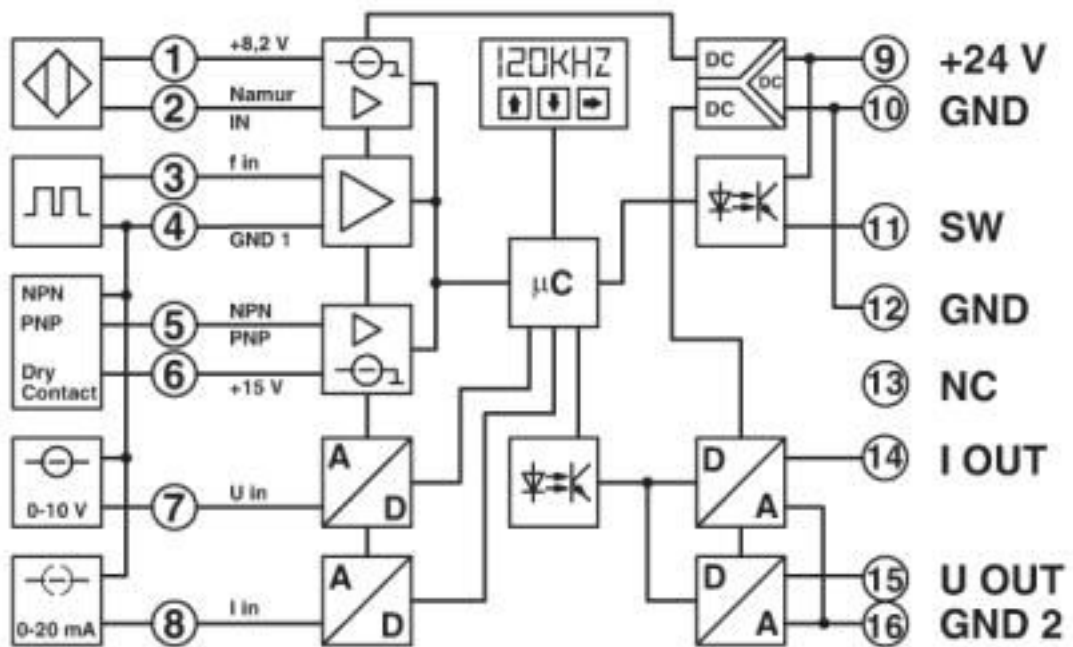 1
+8,2 V
2
Namur
IN
3
f in
4
GND 1
NPN
PNP
Dry
Contact
5
NPN
PNP
6
+15 V
0-10 V
7
U in
0-20 mA
8
I in
120KHZ
µC
A
D
A
D
DC
DC
DC
D
A
D
A
9 +24 V
10 GND
11 SW
12 GND
13 NC
14 I OUT
15 U OUT
16 GND 2